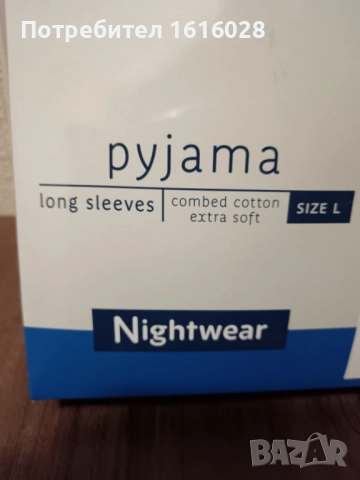 Потребител 1616028
pyjama
long sleeves
combed cotton
extra soft
SIZE L
Nightwear
BAZAR